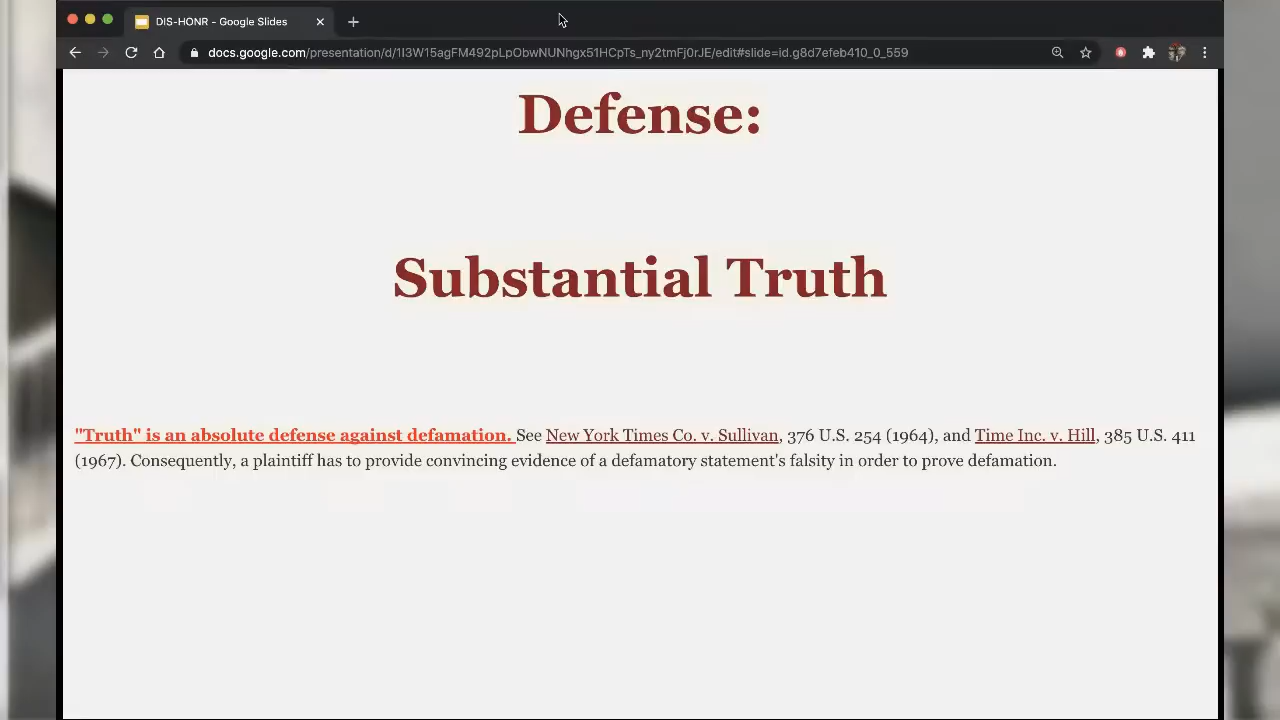 DIS-HONR - Google Slides
docs.google.com/presentation/d/1I3W15agFM492pLpObwNUNhgx51HCpTs_ny2tmFj0rJE/edit#slide=id.g8d7efeb410_0_559
Defense:
Substantial Truth
"Truth" is an absolute defense against defamation. See New York Times Co. v. Sullivan, 376 U.S. 254 (1964), and Time Inc. v. Hill, 385 U.S. 411
(1967). Consequently, a plaintiff has to provide convincing evidence of a defamatory statement's falsity in order to prove defamation.